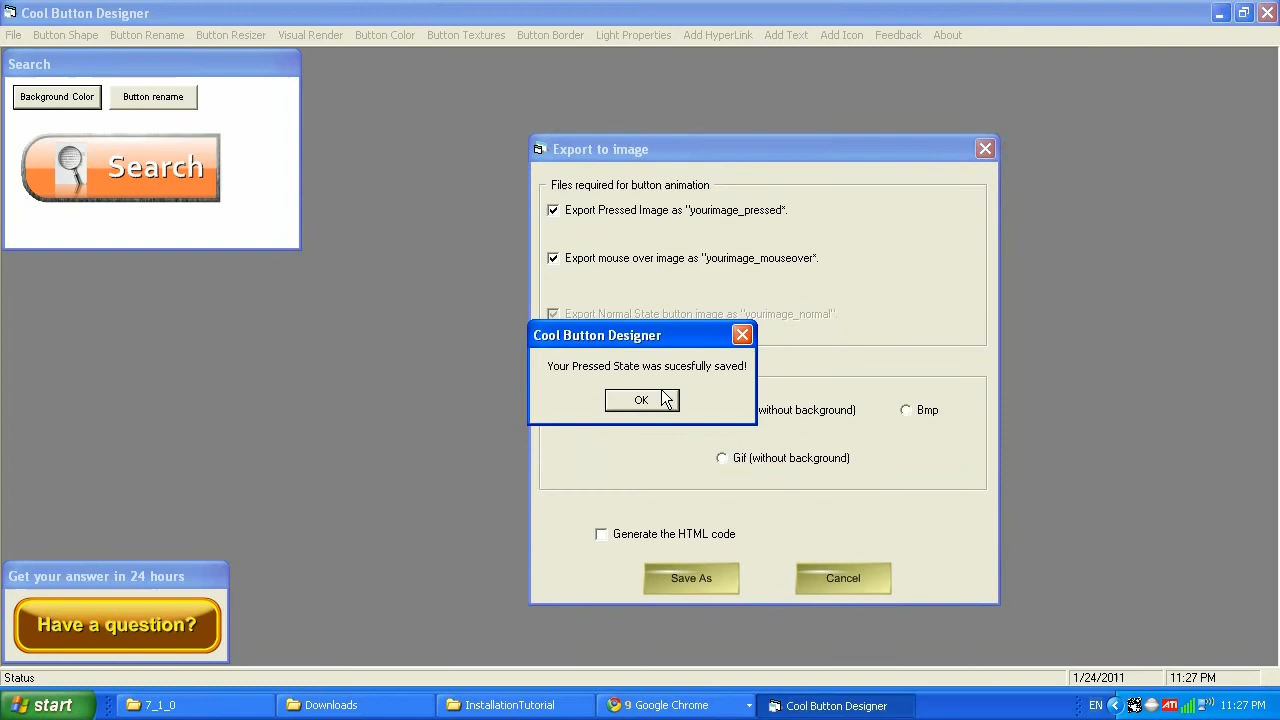 Cool Button Designer
File Button Shape Button Rename Button Resizer Visual Render Button Color Button Textures Button Bords Light Properties Add HyperLink Add Text Add Icon Feedback About
Search
Background Color Button rename
Search
Export to image
Files required for button animation
Export Pressed Image as "yourimage_pressed*.
Export mouse over image as "yourimage_mouseover*.
Export Normal State button image as "yourimage_normal".
Cool Button Designer
Your Pressed State was sucesfully saved!
OK
without background) Bmp
Gif (without background)
Generate the HTML code
Save As Cancel
Get your answer in 24 hours
Have a question?
Status 1/24/2011 11:27 PM
start 7_1_0 Downloads InstallationTutorial 9 Google Chrome Cool Button Designer EN ATI 11:27 PM